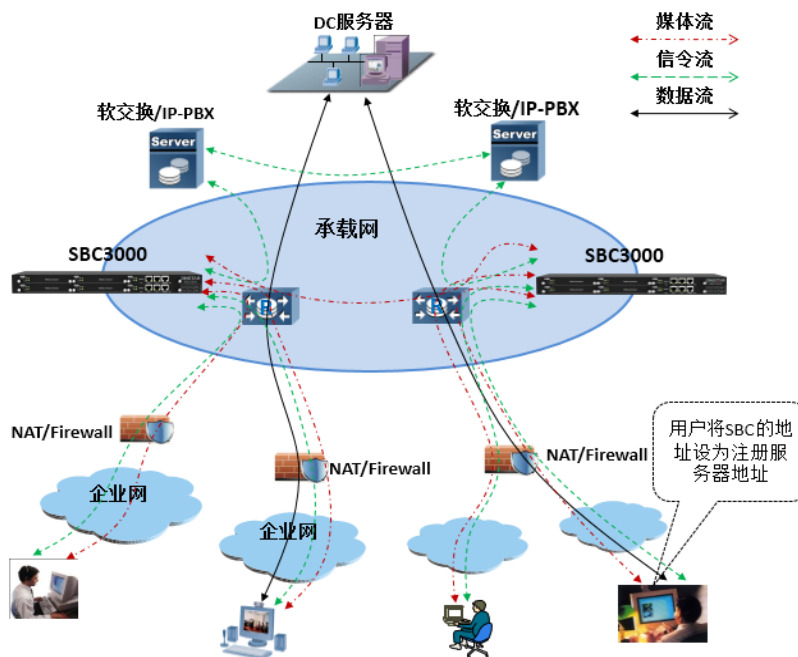 DC服务器
媒体流
信令流
数据流
软交换/IP-PBX
软交换/IP-PBX
Server
Server
承载网
SBC3000
SBC3000
R
R
NAT/Firewall
NAT/Firewall
NAT/Firewall
用户将SBC的地
址设为注册服
务器地址
企业网
企业网